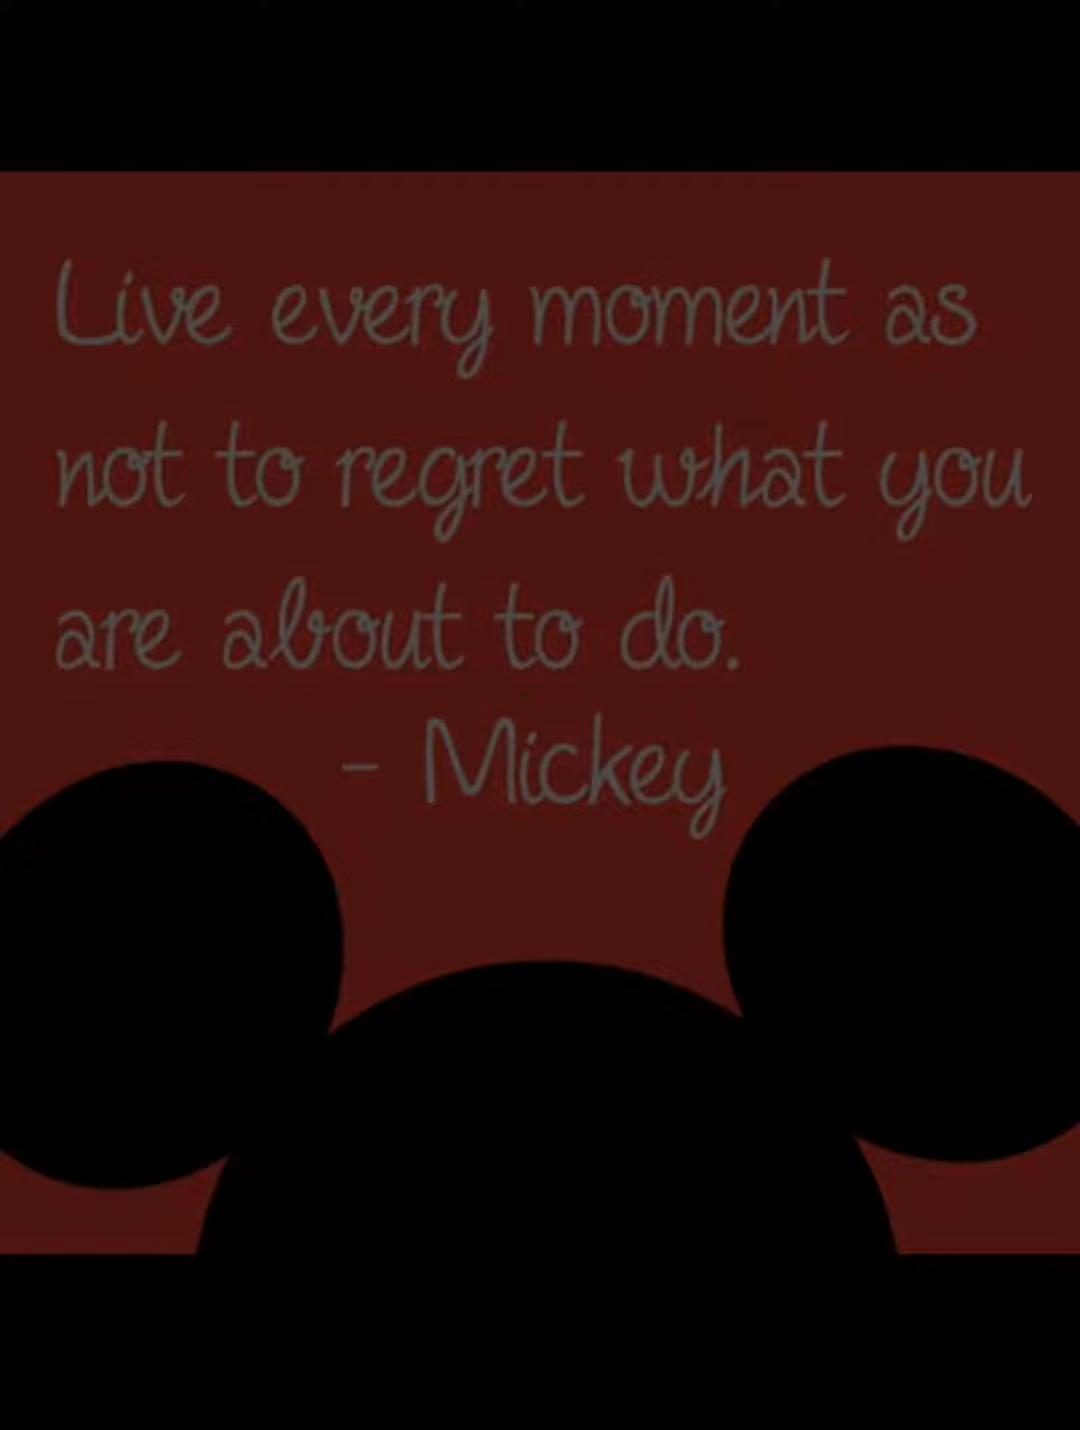 Live every moment as
not to regret what you
are about to do.
- Mickey